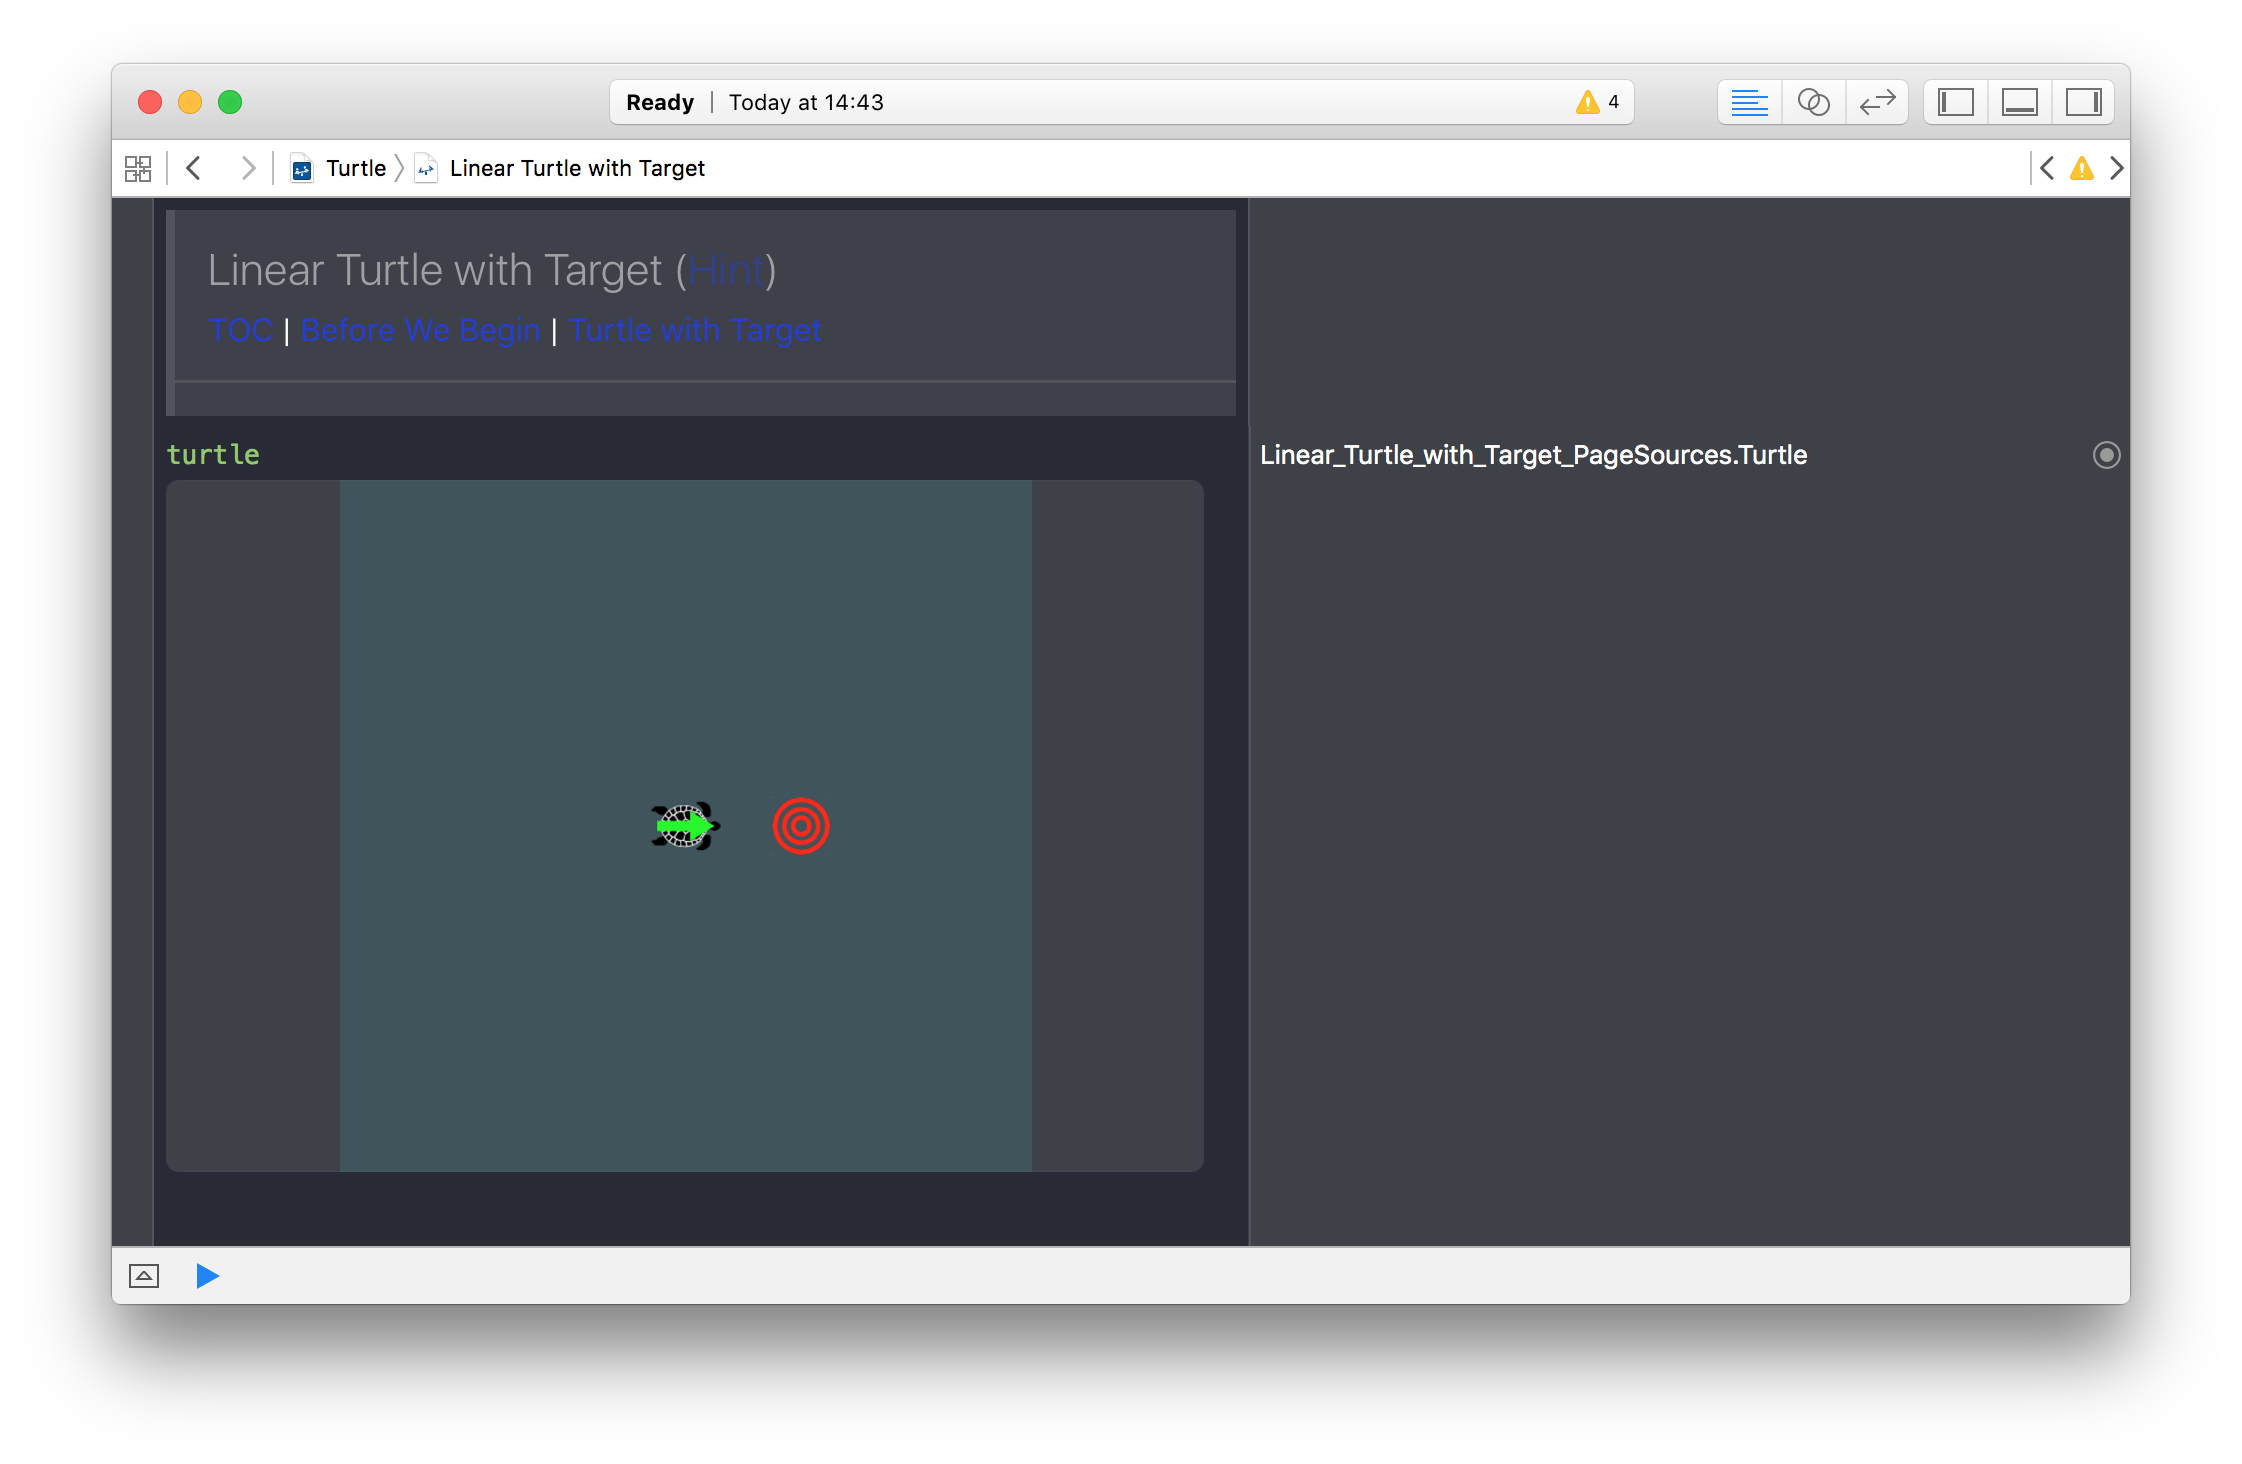 Ready | Today at 14:43
4
Turtle
Linear Turtle with Target
Linear Turtle with Target (Hint)
TOC | Before We Begin | Turtle with Target
turtle
Linear_Turtle_with_Target_PageSources.Turtle